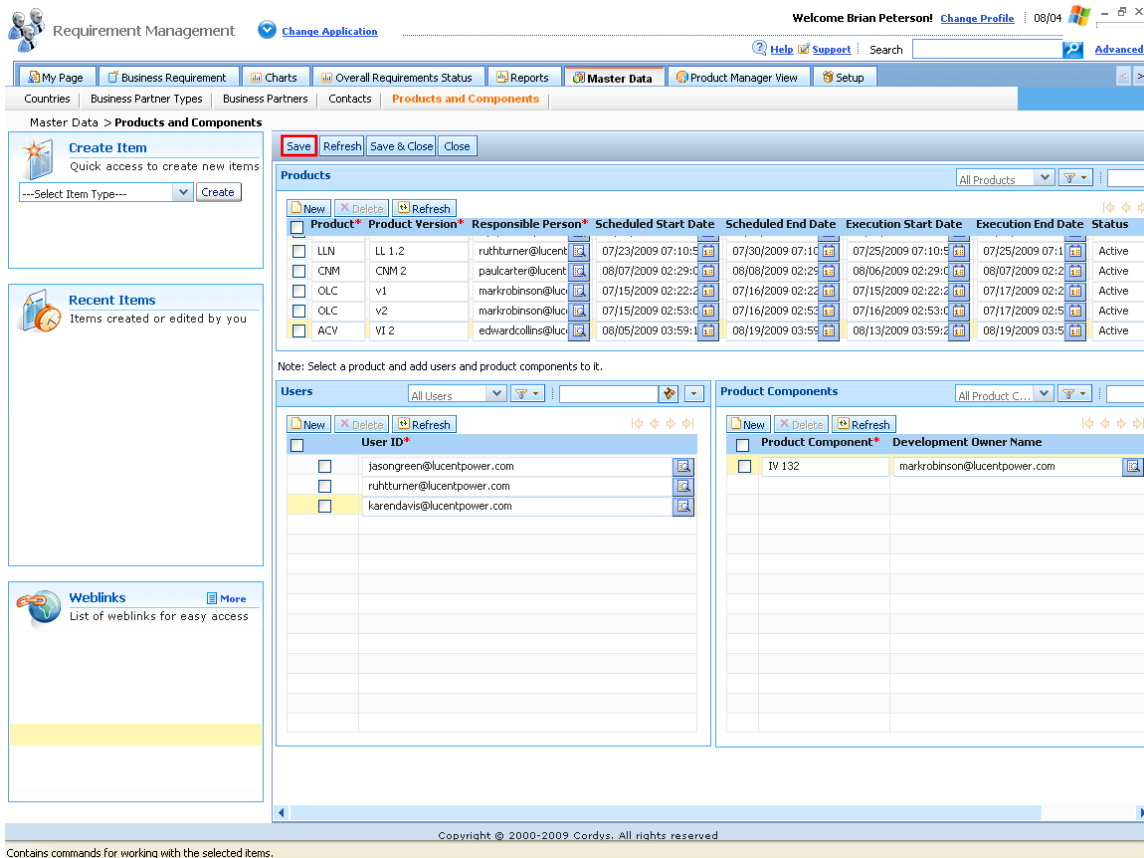 Welcome Brian Peterson! Change Profile 08/04
Requirement Management Change Application
Help Support Search Advanced
My Page Business Requirement Charts Overall Requirements Status Reports Master Data Product Manager View Setup
Countries Business Partner Types Business Partners Contacts Products and Components
Master Data > Products and Components
Create Item
Quick access to create new items
---Select Item Type--- Create
Recent Items
Items created or edited by you
Weblinks More
List of weblinks for easy access
Save Refresh Save & Close Close
Products All Products
New Delete Refresh
Product* Product Version* Responsible Person* Scheduled Start Date Scheduled End Date Execution Start Date Execution End Date Status
LLN LL 1.2 ruthturner@lucent 07/23/2009 07:10:5 07/30/2009 07:10 07/25/2009 07:10:5 07/25/2009 07:1 Active
CNM CNM 2 paulcarter@lucent 08/07/2009 02:29:0 08/08/2009 02:29 08/06/2009 02:29:0 08/07/2009 02:2 Active
OLC v1 markrobinson@luc 07/15/2009 02:22:2 07/16/2009 02:22 07/15/2009 02:22:2 07/17/2009 02:2 Active
OLC v2 markrobinson@luc 07/15/2009 02:53:0 07/16/2009 02:53 07/16/2009 02:53:0 07/17/2009 02:5 Active
ACV VI 2 edwardcollins@luc 08/05/2009 03:59:1 08/19/2009 03:59 08/13/2009 03:59:2 08/19/2009 03:5 Active
Note: Select a product and add users and product components to it.
Users All Users
New Delete Refresh
User ID*
jasongreen@lucentpower.com
ruhtturner@lucentpower.com
karendavis@lucentpower.com
Product Components All Product C...
New Delete Refresh
Product Component* Development Owner Name
IV 132 markrobinson@lucentpower.com
Copyright © 2000-2009 Cordys. All rights reserved
Contains commands for working with the selected items.